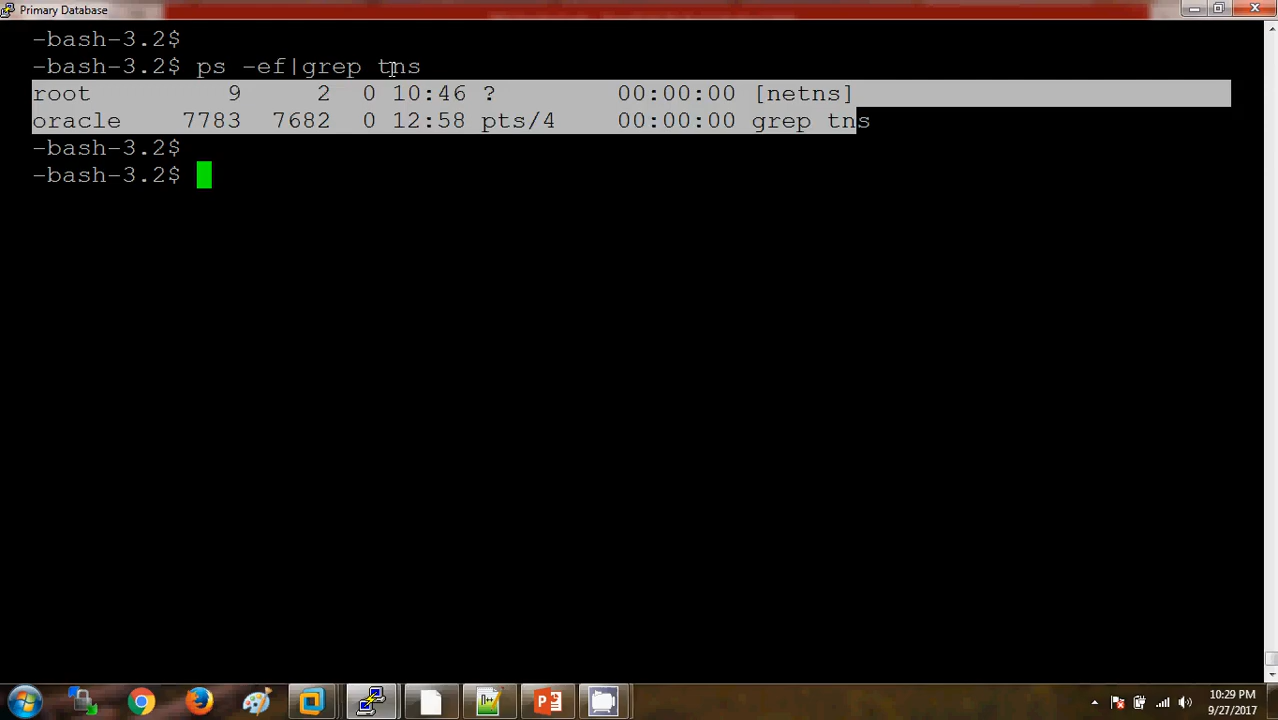 Primary Database
-bash-3.2$
-bash-3.2$ ps -ef|grep tns
root 9 2 0 10:46 ? 00:00:00 [netns]
oracle 7783 7682 0 12:58 pts/4 00:00:00 grep tns
-bash-3.2$
-bash-3.2$
10:29 PM
9/27/2017